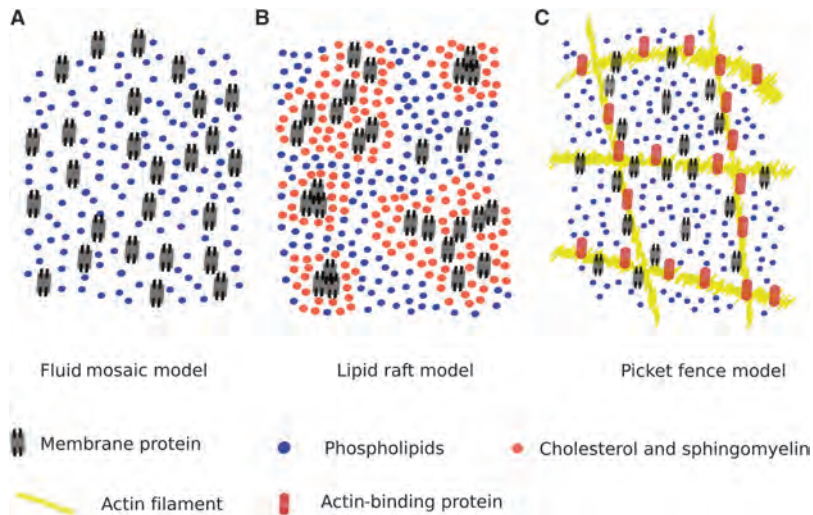 A B C
Fluid mosaic model Lipid raft model Picket fence model
Membrane protein Phospholipids Cholesterol and sphingomyelin
Actin filament Actin-binding protein